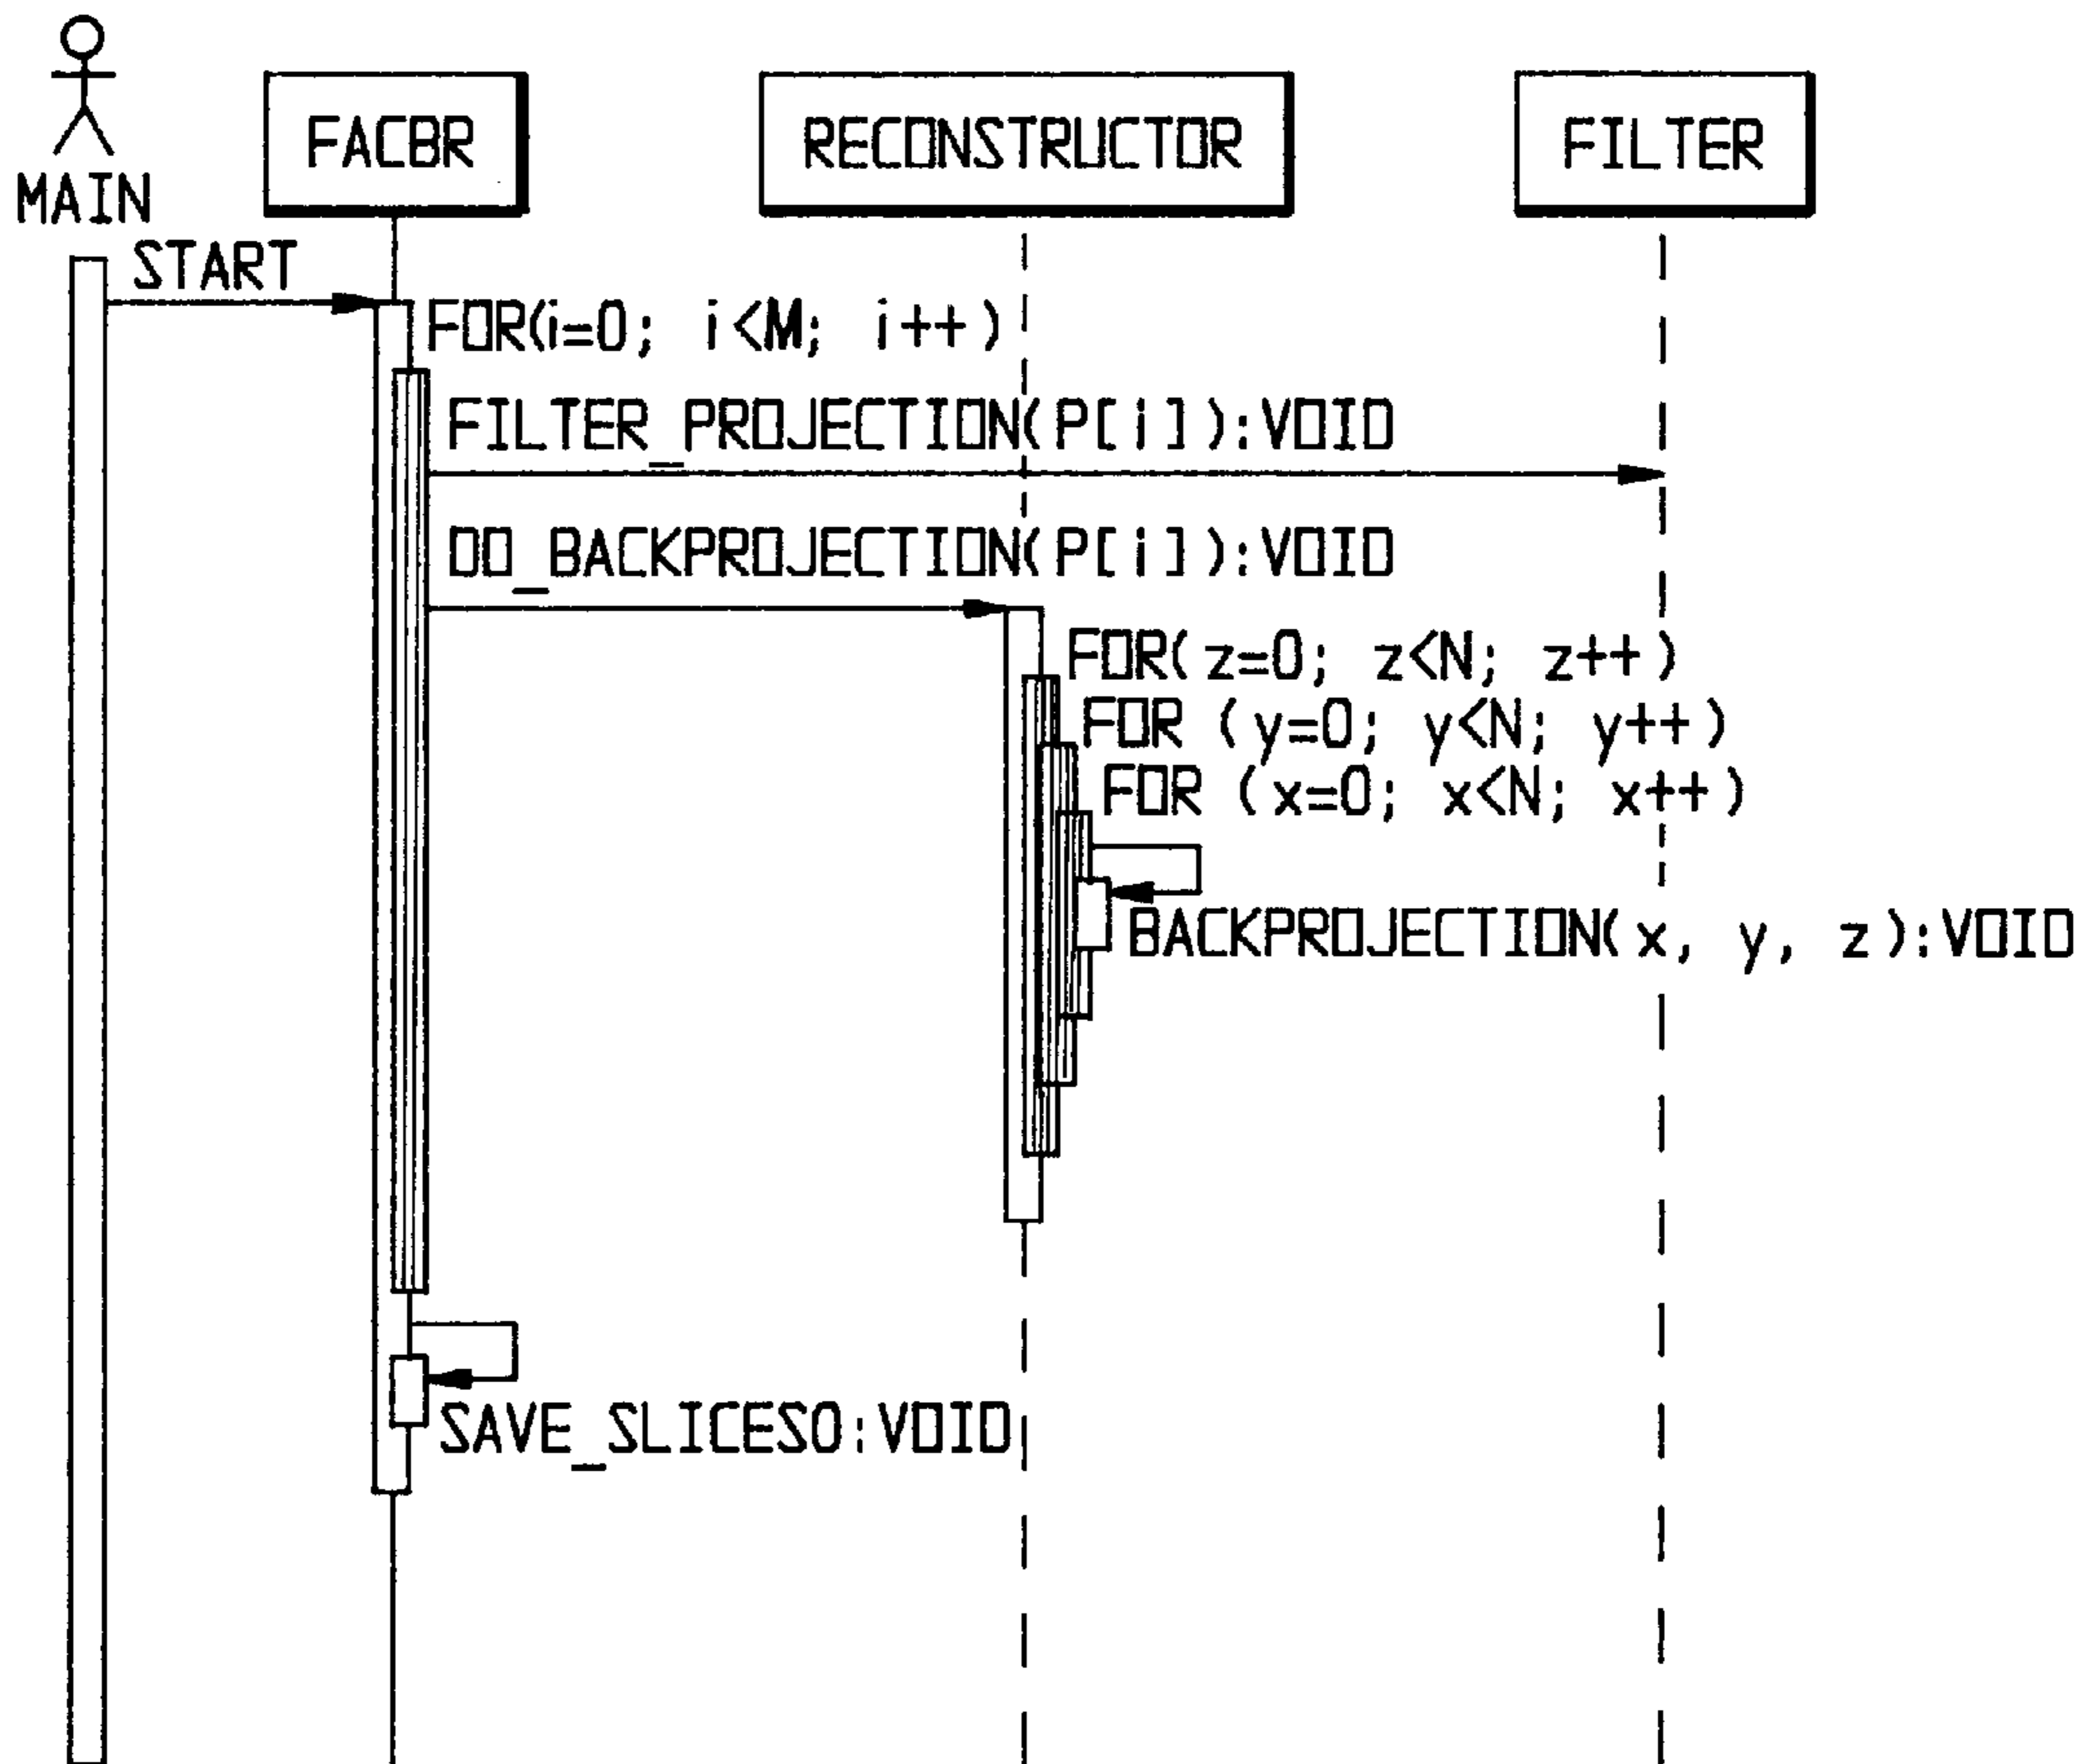 MAIN
FACBR
RECONSTRUCTOR
FILTER
START
FOR(i=0; i<M; i++)
FILTER_PROJECTION(P[i]):VOID
DO_BACKPROJECTION(P[i]):VOID
FOR(z=0; z<N; z++)
FOR (y=0; y<N; y++)
FOR (x=0; x<N; x++)
BACKPROJECTION(x, y, z):VOID
SAVE_SLICES():VOID